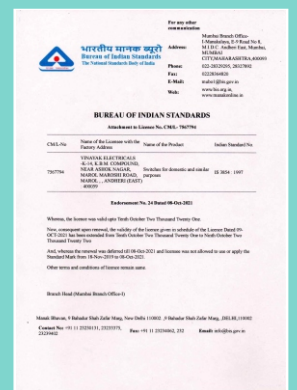 For any other communication
भारतीय मानक ब्यूरो
Bureau of Indian Standards
The National Standards Body of India
Address: Mumbai Branch Office-
I-Manakalaya, E-9 Road No 8,
M.I.D.C. Andheri East, Mumbai,
MUMBAI
CITY,MAHARASHTRA,400093
Phone:
Fax:
E-Mail:
Web: www.bis.org.in,
www.manakonline.in
BUREAU OF INDIAN STANDARDS
Attachment to Licence No. CM/L- 7867794
CM/L-No Name of the Licensee with the Factory Address Name of the Product Indian Standard No.
7867794 VINAYAK ELECTRICALS
-E-14, K.B.M. COMPOUND,
NEAR ASHOK NAGAR,
MAROL MAROSHI ROAD,
MAROL , , ANDHERI (EAST)
- 400059
Switches for domestic and similar purposes
IS 3854 : 1997
Endorsement No. 24 Dated 08-Oct-2021
Whereas, the licence was valid upto Tenth October Two Thousand Twenty One.
Now, consequent upon renewal, the validity of the licence given in schedule of the Licence Dated 09-
OCT-2021 has been extended from Tenth October Two Thousand Twenty One to Ninth October Two
Thousand Twenty Two
And, whereas the renewal was deferred till 08-Oct-2021 and licensee was not allowed to use or apply the
Standard Mark from 18-Nov-2019 to 08-Oct-2021.
Other terms and conditions of licence remain same
Branch Head (Mumbai Branch Office-I)
Manak Bhavan, 9 Bahadur Shah Zafar Marg, New Delhi 110002 ,9 Bahadur Shah Zafar Marg, ,DELHI,110002
Contact No: +91 11 23230131, 23233375,
23239402
Fax: +91 11 23234062, 232
Email: info@bis.gov.in